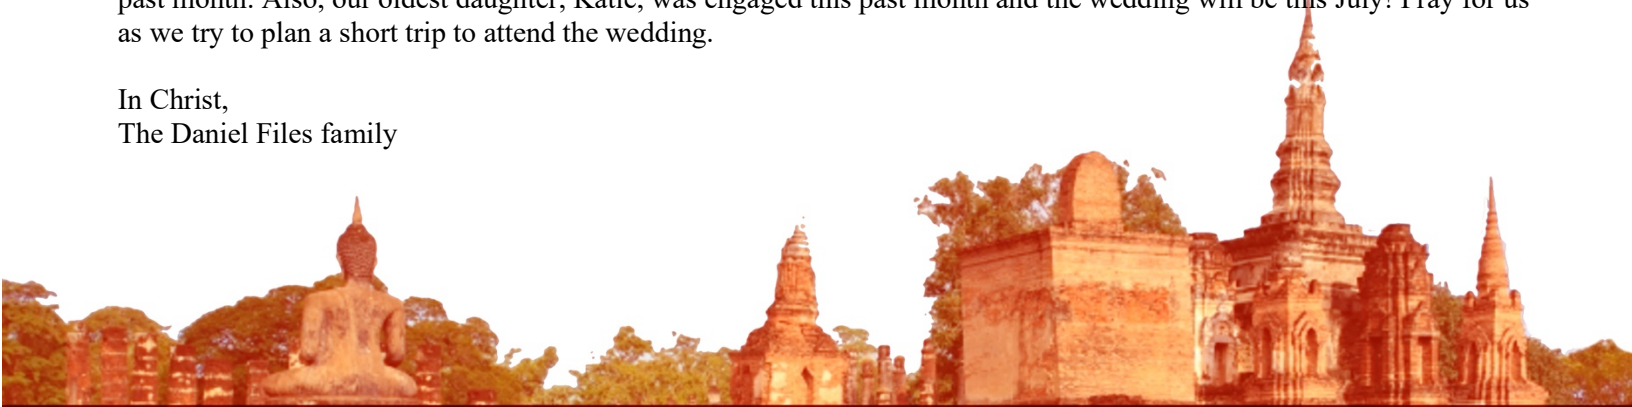 past month. Also, our oldest daughter, Katie, was engaged this past month and the wedding will be this July! Pray for us
as we try to plan a short trip to attend the wedding.
In Christ,
The Daniel Files family